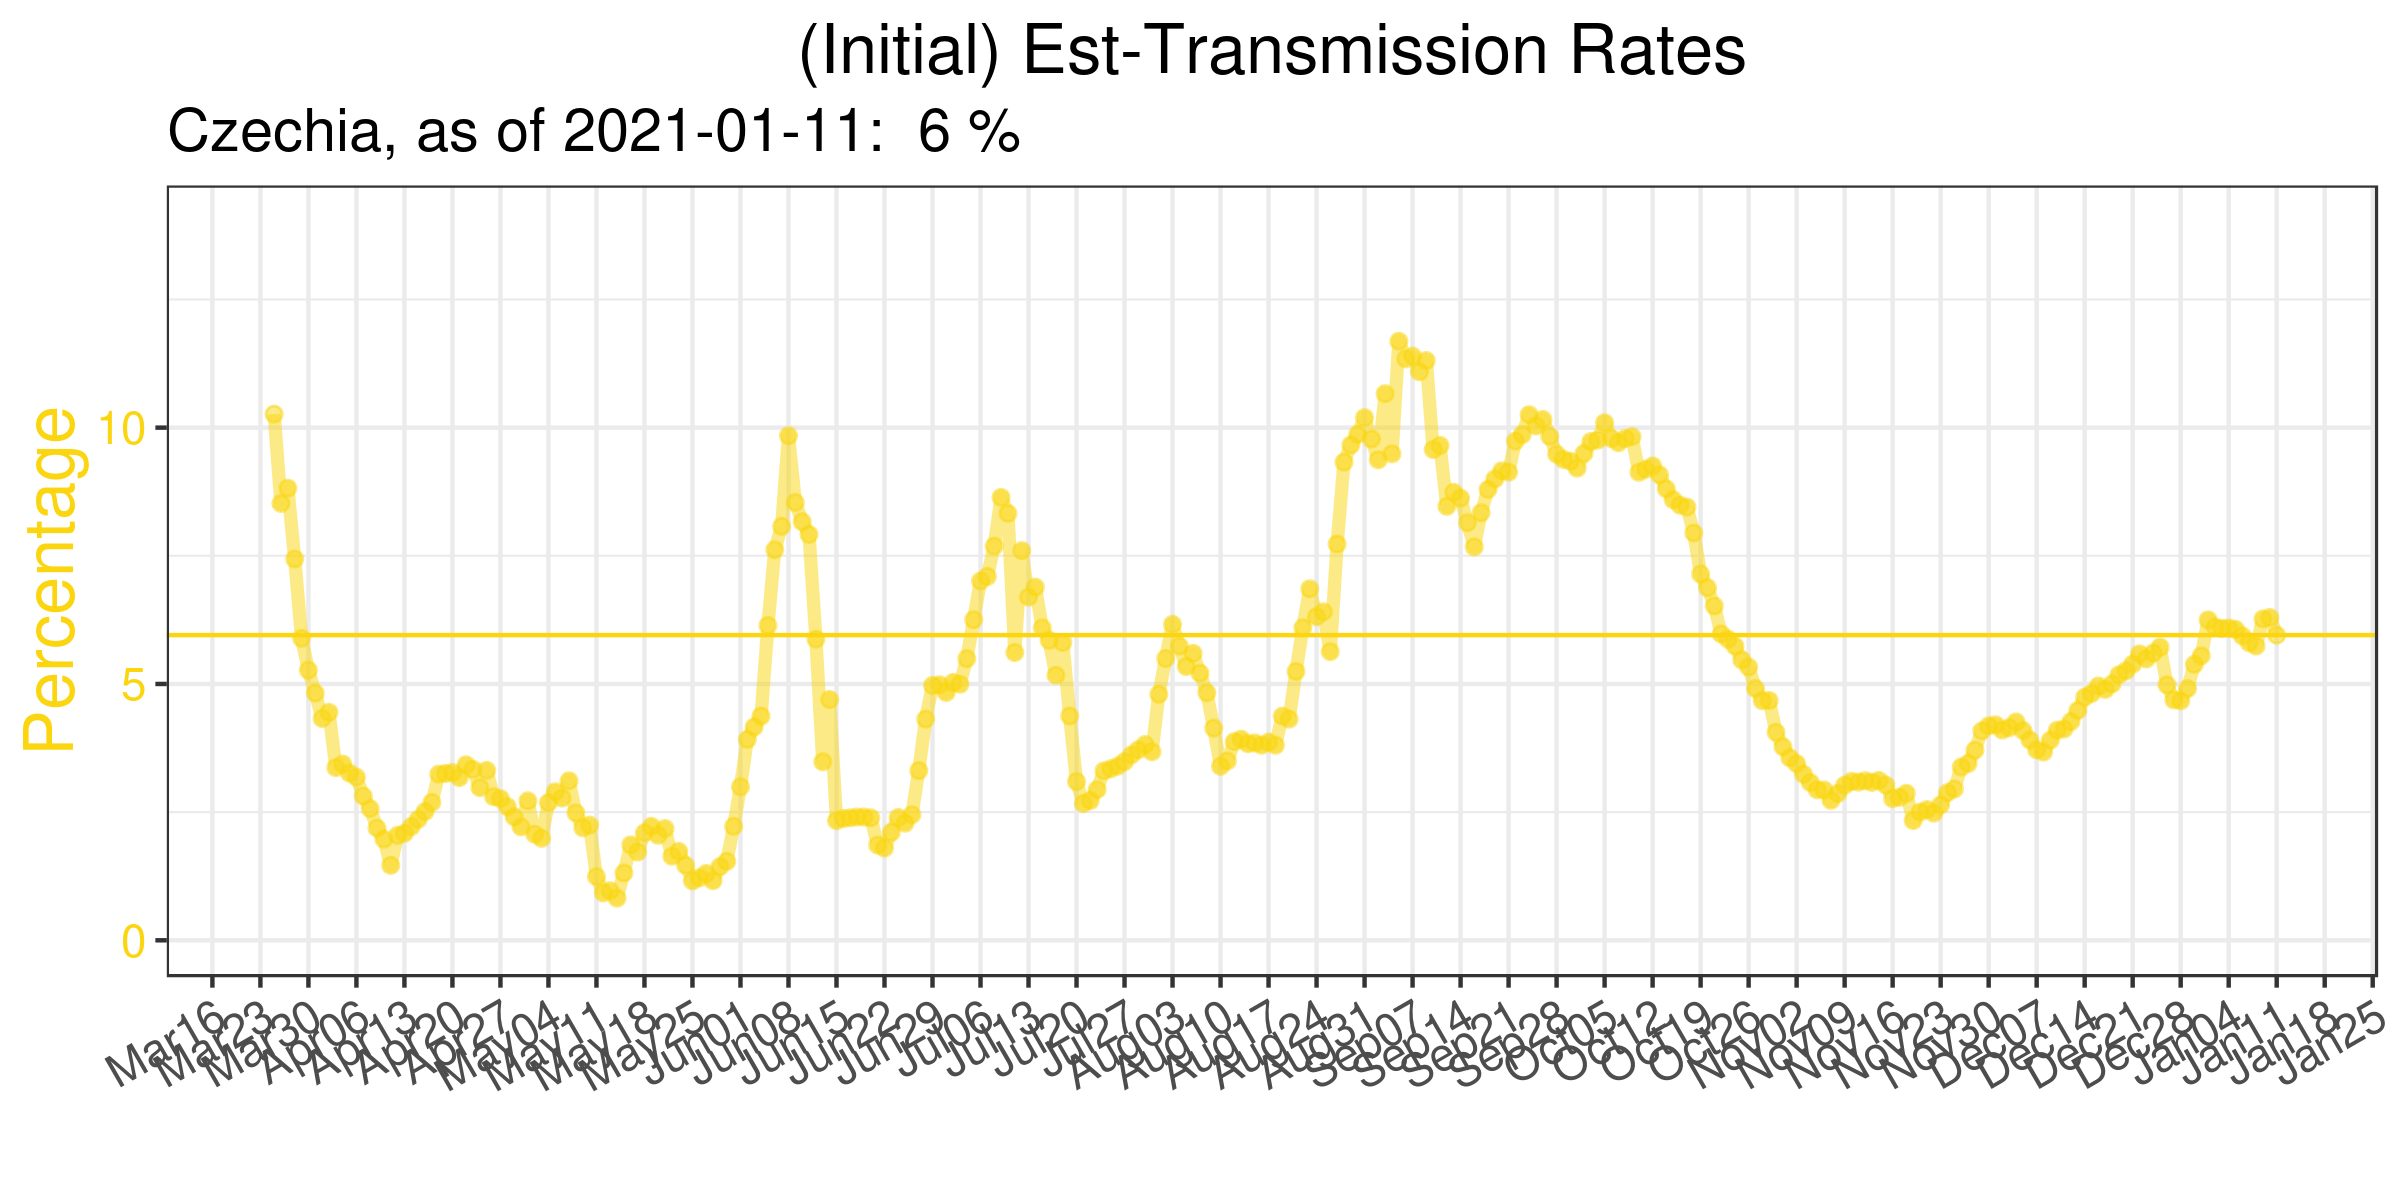 (Initial) Est-Transmission Rates
Czechia, as of 2021-01-11:  6 %
Percentage
10
5
0
Mar16
Mar23
Mar30
Apr06
Apr13
Apr20
Apr27
May04
May11
May18
May25
Jun01
Jun08
Jun15
Jun22
Jun29
Jul06
Jul13
Jul20
Jul27
Aug03
Aug10
Aug17
Aug24
Aug31
Sep07
Sep14
Sep21
Sep28
Oct05
Oct12
Oct19
Oct26
Nov02
Nov09
Nov16
Nov23
Nov30
Dec07
Dec14
Dec21
Dec28
Jan04
Jan11
Jan18
Jan25